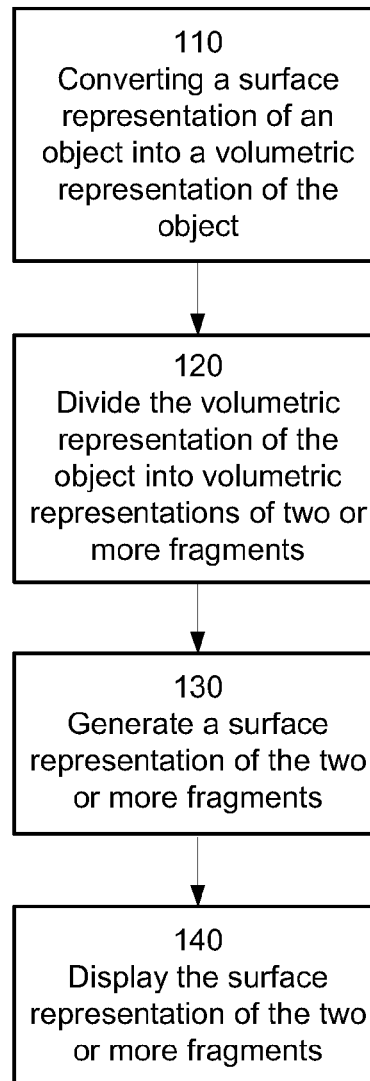 110
Converting a surface
representation of an
object into a volumetric
representation of the
object
120
Divide the volumetric
representation of the
object into volumetric
representations of two or
more fragments
130
Generate a surface
representation of the two
or more fragments
140
Display the surface
representation of the two
or more fragments